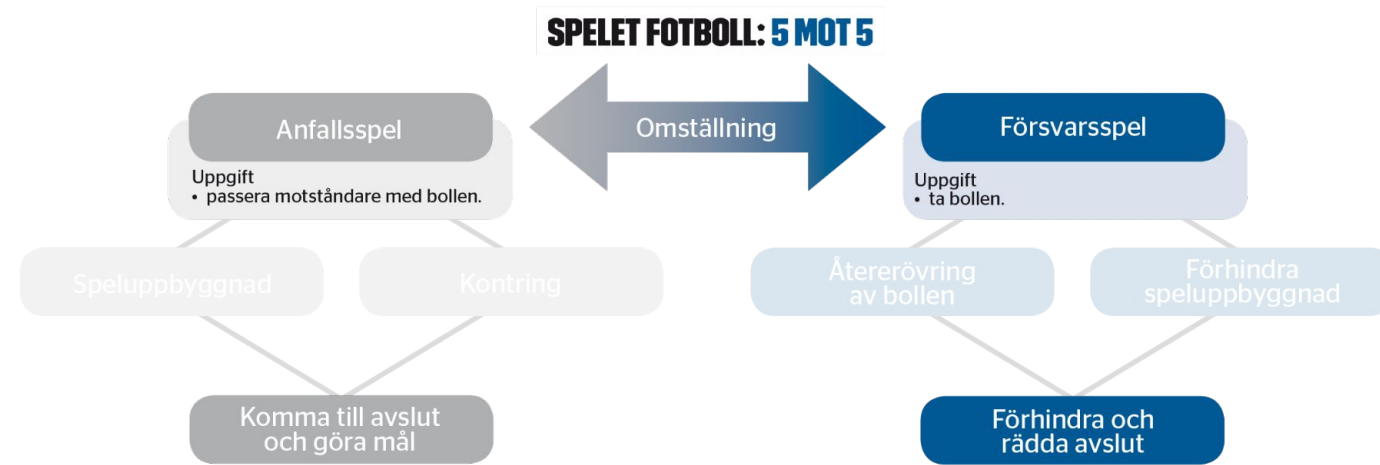 SPELET FOTBOLL: 5 MOT 5
Anfallsspel
Uppgift
• passera motståndare med bollen.
Omställning
Försvarsspel
Uppgift
• ta bollen.
Speluppbyggnad
Kontring
Återerövring
av bollen
Förhindra
speluppbyggnad
Komma till avslut
och göra mål
Förhindra och
rädda avslut